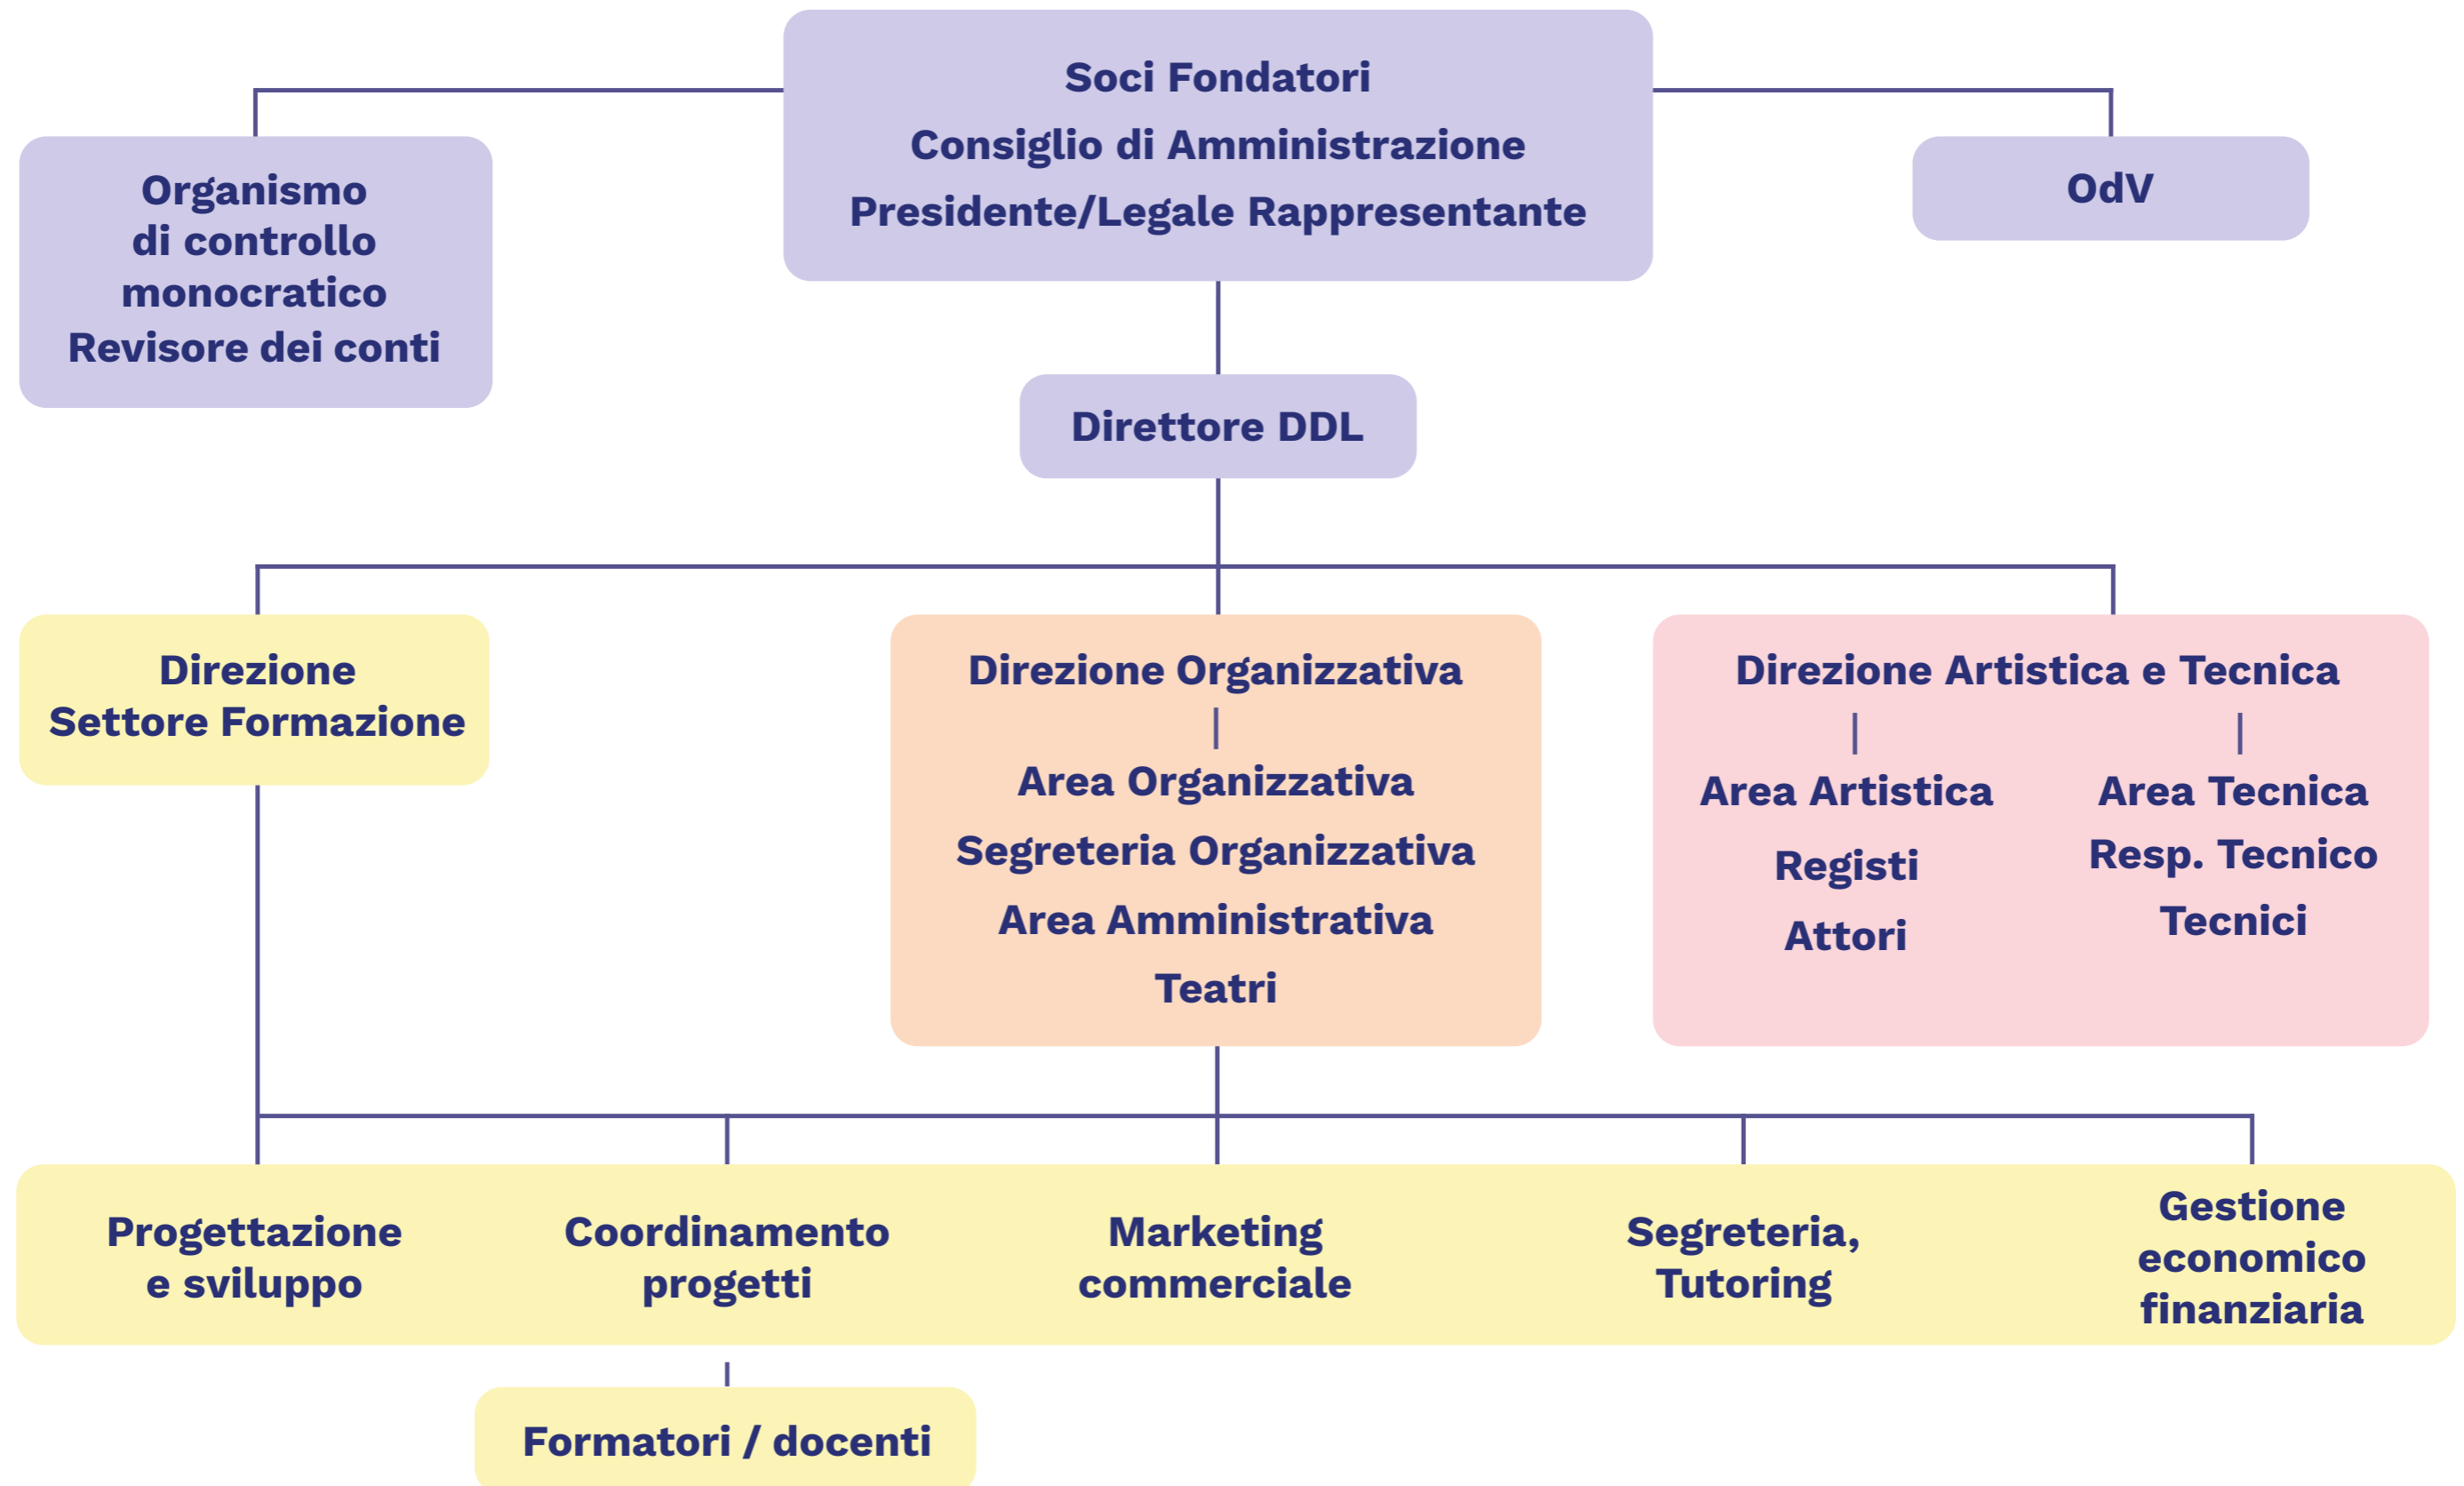 Soci Fondatori
Consiglio di Amministrazione
Presidente/Legale Rappresentante
Organismo
di controllo
monocratico
Revisore dei conti
OdV
Direttore DDL
Direzione
Settore Formazione
Direzione Organizzativa
Area Organizzativa
Segreteria Organizzativa
Area Amministrativa
Teatri
Direzione Artistica e Tecnica
Area Artistica
Registi
Attori
Area Tecnica
Resp. Tecnico
Tecnici
Progettazione
e sviluppo
Coordinamento
progetti
Marketing
commerciale
Segreteria,
Tutoring
Gestione
economico
finanziaria
Formatori / docenti